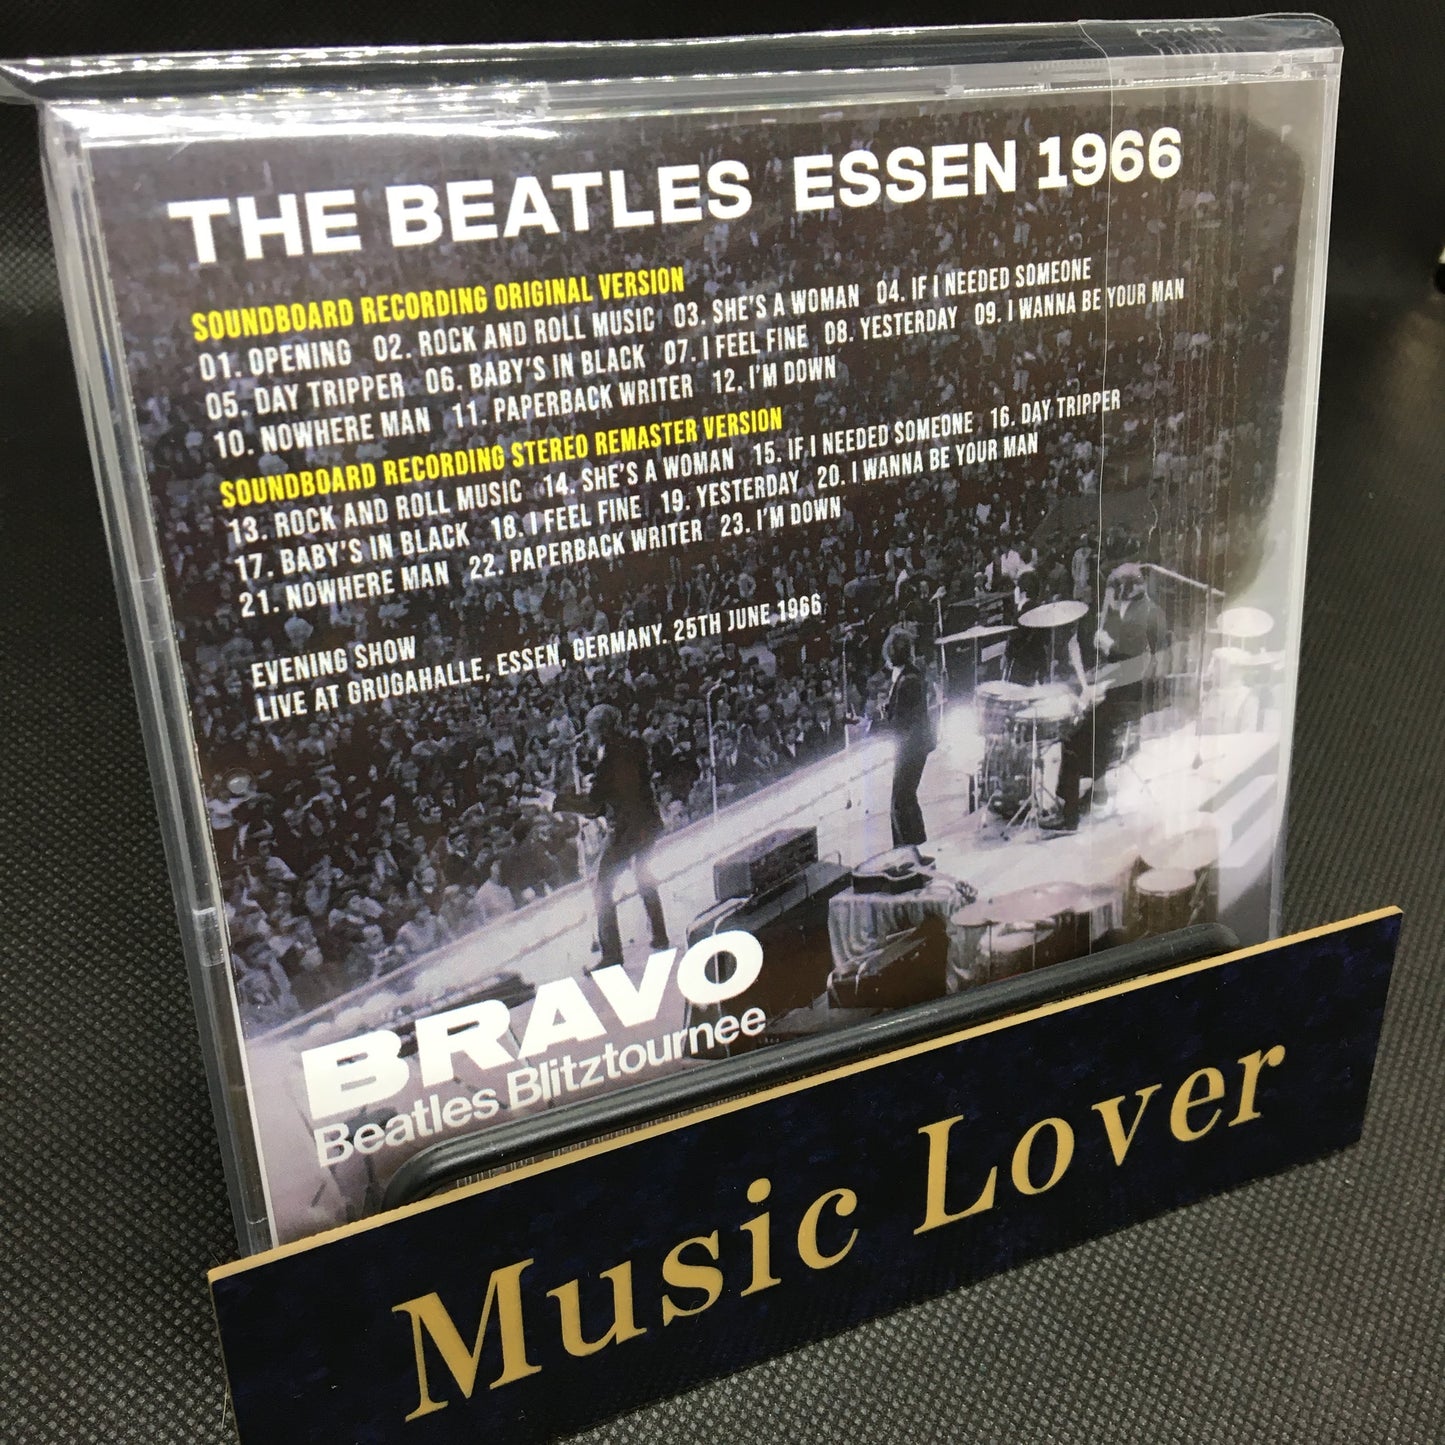 THE BEATLES ESSEN 1966
SOUNDBOARD RECORDING ORIGINAL VERSION
01. OPENING 02. ROCK AND ROLL MUSIC 03. SHE'S A WOMAN 04. IF I NEEDED SOMEONE
05. DAY TRIPPER 06. BABY'S IN BLACK 07. I FEEL FINE 08. YESTERDAY 09. I WANNA BE YOUR MAN
10. NOWHERE MAN 11. PAPERBACK WRITER 12. I'M DOWN
SOUNDBOARD RECORDING STEREO REMASTER VERSION
13. ROCK AND ROLL MUSIC 14. SHE'S A WOMAN 15. IF I NEEDED SOMEONE 16. DAY TRIPPER
17. BABY'S IN BLACK 18. I FEEL FINE 19. YESTERDAY 20. I WANNA BE YOUR MAN
21. NOWHERE MAN 22. PAPERBACK WRITER 23. I'M DOWN
EVENING SHOW
LIVE AT GRUGAHALLE, ESSEN, GERMANY. 25TH JUNE 1966
BRAVO
Beatles Blitztournee
Music Lover